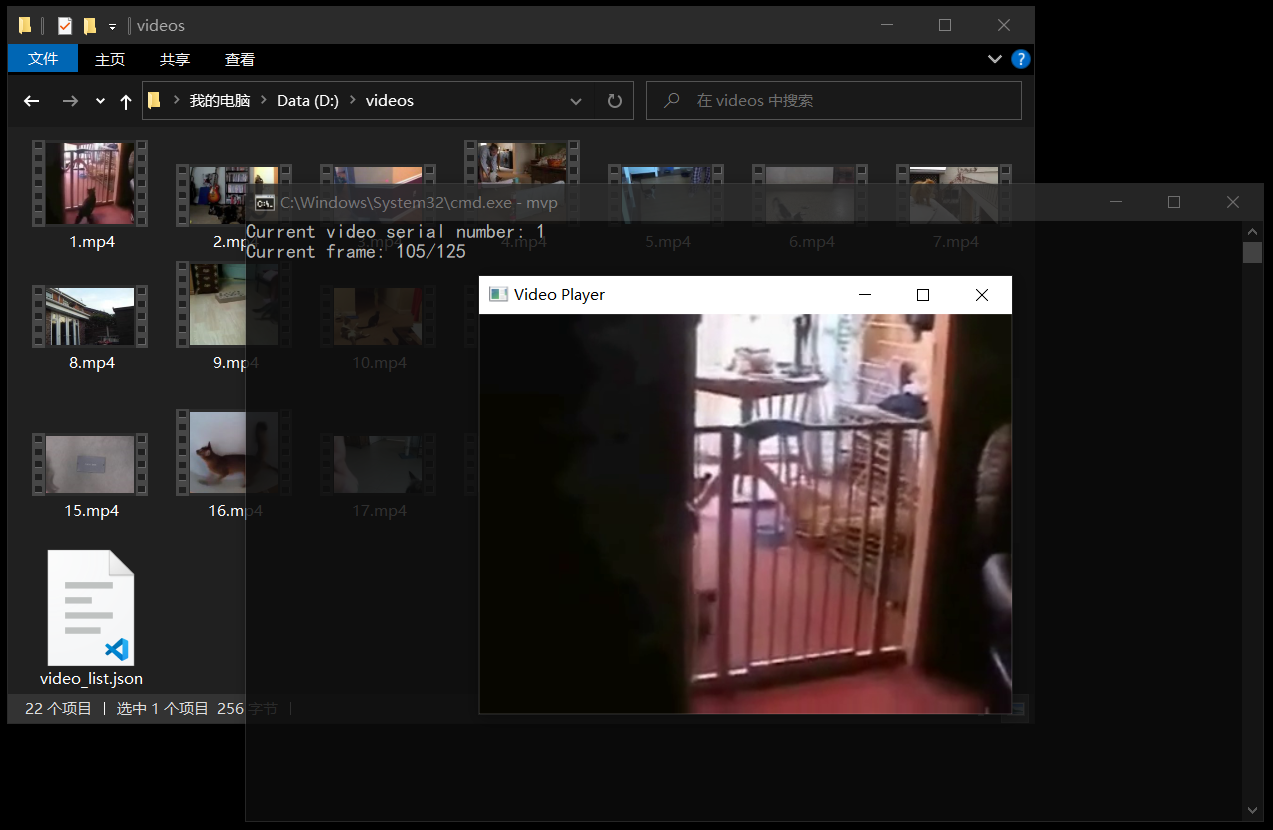 videos
文件 主页 共享 查看
我的电脑 Data (D:) videos
在 videos 中搜索
1.mp4 2.mp4 3.mp4 4.mp4 5.mp4 6.mp4 7.mp4
8.mp4 9.mp4 10.mp4
15.mp4 16.mp4 17.mp4
video_list.json
22 个项目 选中 1 个项目 256 字节
C:\Windows\System32\cmd.exe - mvp
Current video serial number: 1
Current frame: 105/125
Video Player